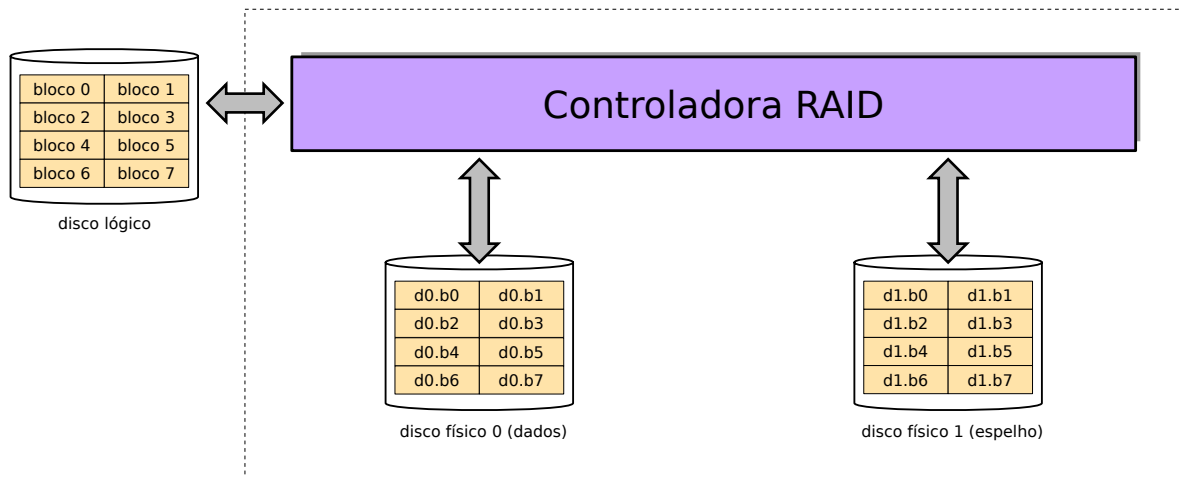 Controladora RAID
bloco 0 bloco 1
bloco 2 bloco 3
bloco 4 bloco 5
bloco 6 bloco 7
disco lógico
d0.b0 d0.b1
d0.b2 d0.b3
d0.b4 d0.b5
d0.b6 d0.b7
disco físico 0 (dados)
d1.b0 d1.b1
d1.b2 d1.b3
d1.b4 d1.b5
d1.b6 d1.b7
disco físico 1 (espelho)